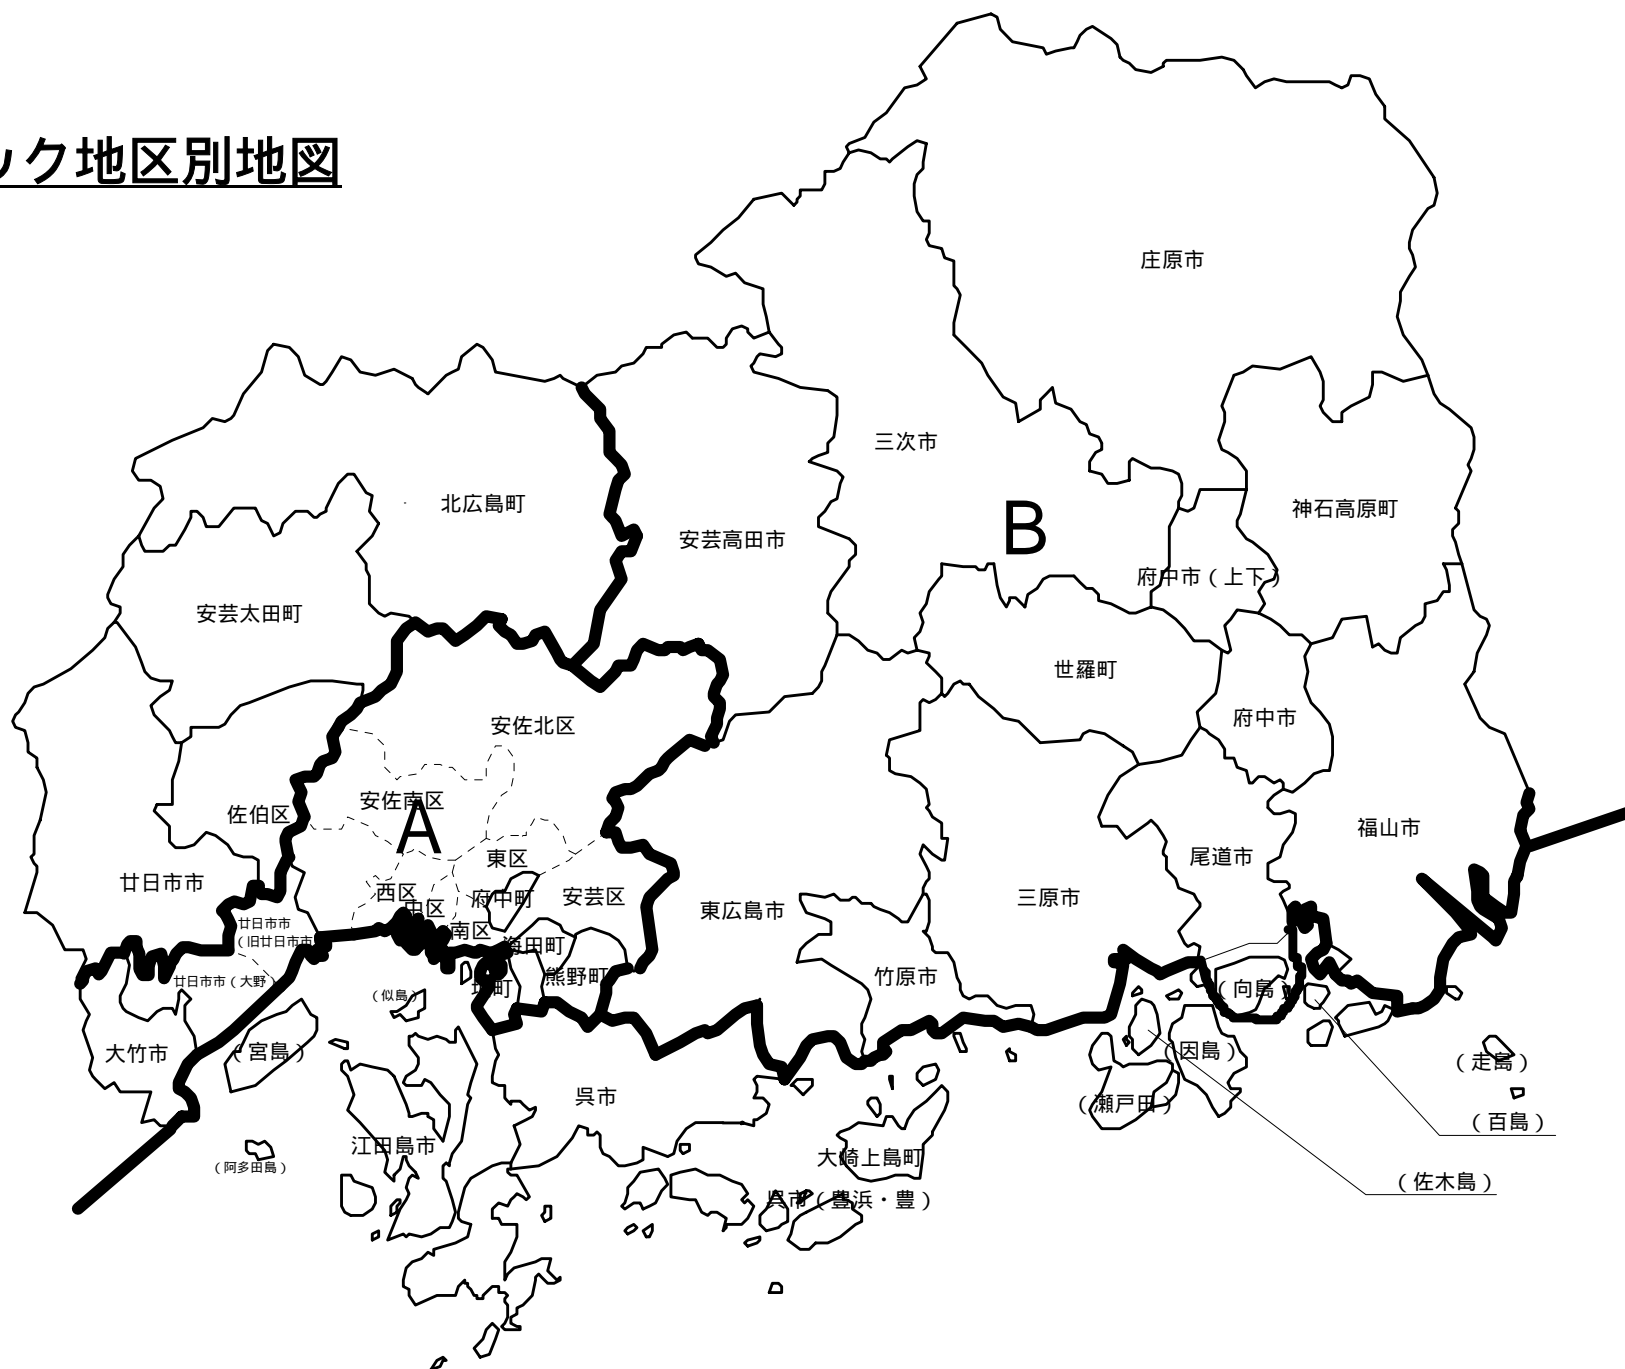 ック地区別地図
庄原市
三次市
北広島町
B
神石高原町
安芸高田市
府中市（上下）
安芸太田町
世羅町
府中市
安佐北区
安佐南区
A
佐伯区
福山市
東区
尾道市
廿日市市
西区
中区
府中町
安芸区
三原市
東広島市
廿日市市
（旧廿日市市
南区
海田町
熊野町
竹原市
廿日市市（大野）
（似島）
（向島）
大竹市
（宮島）
（因島）
（走島）
呉市
（瀬戸田）
（百島）
江田島市
大崎上島町
（阿多田島）
（佐木島）
呉市（豊浜・豊）